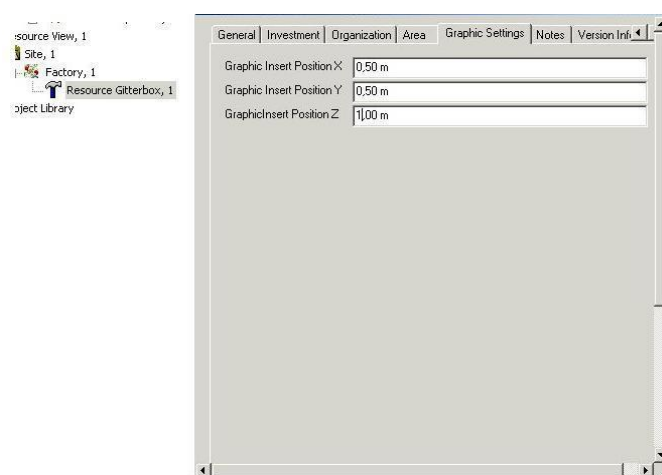 source View, 1
Site, 1
Factory, 1
Resource Gitterbox, 1
oject Library
General Investment Organization Area Graphic Settings Notes Version Inf
Graphic Insert Position X 0,50 m
Graphic Insert Position Y 0,50 m
GraphicInsert Position Z 1,00 m